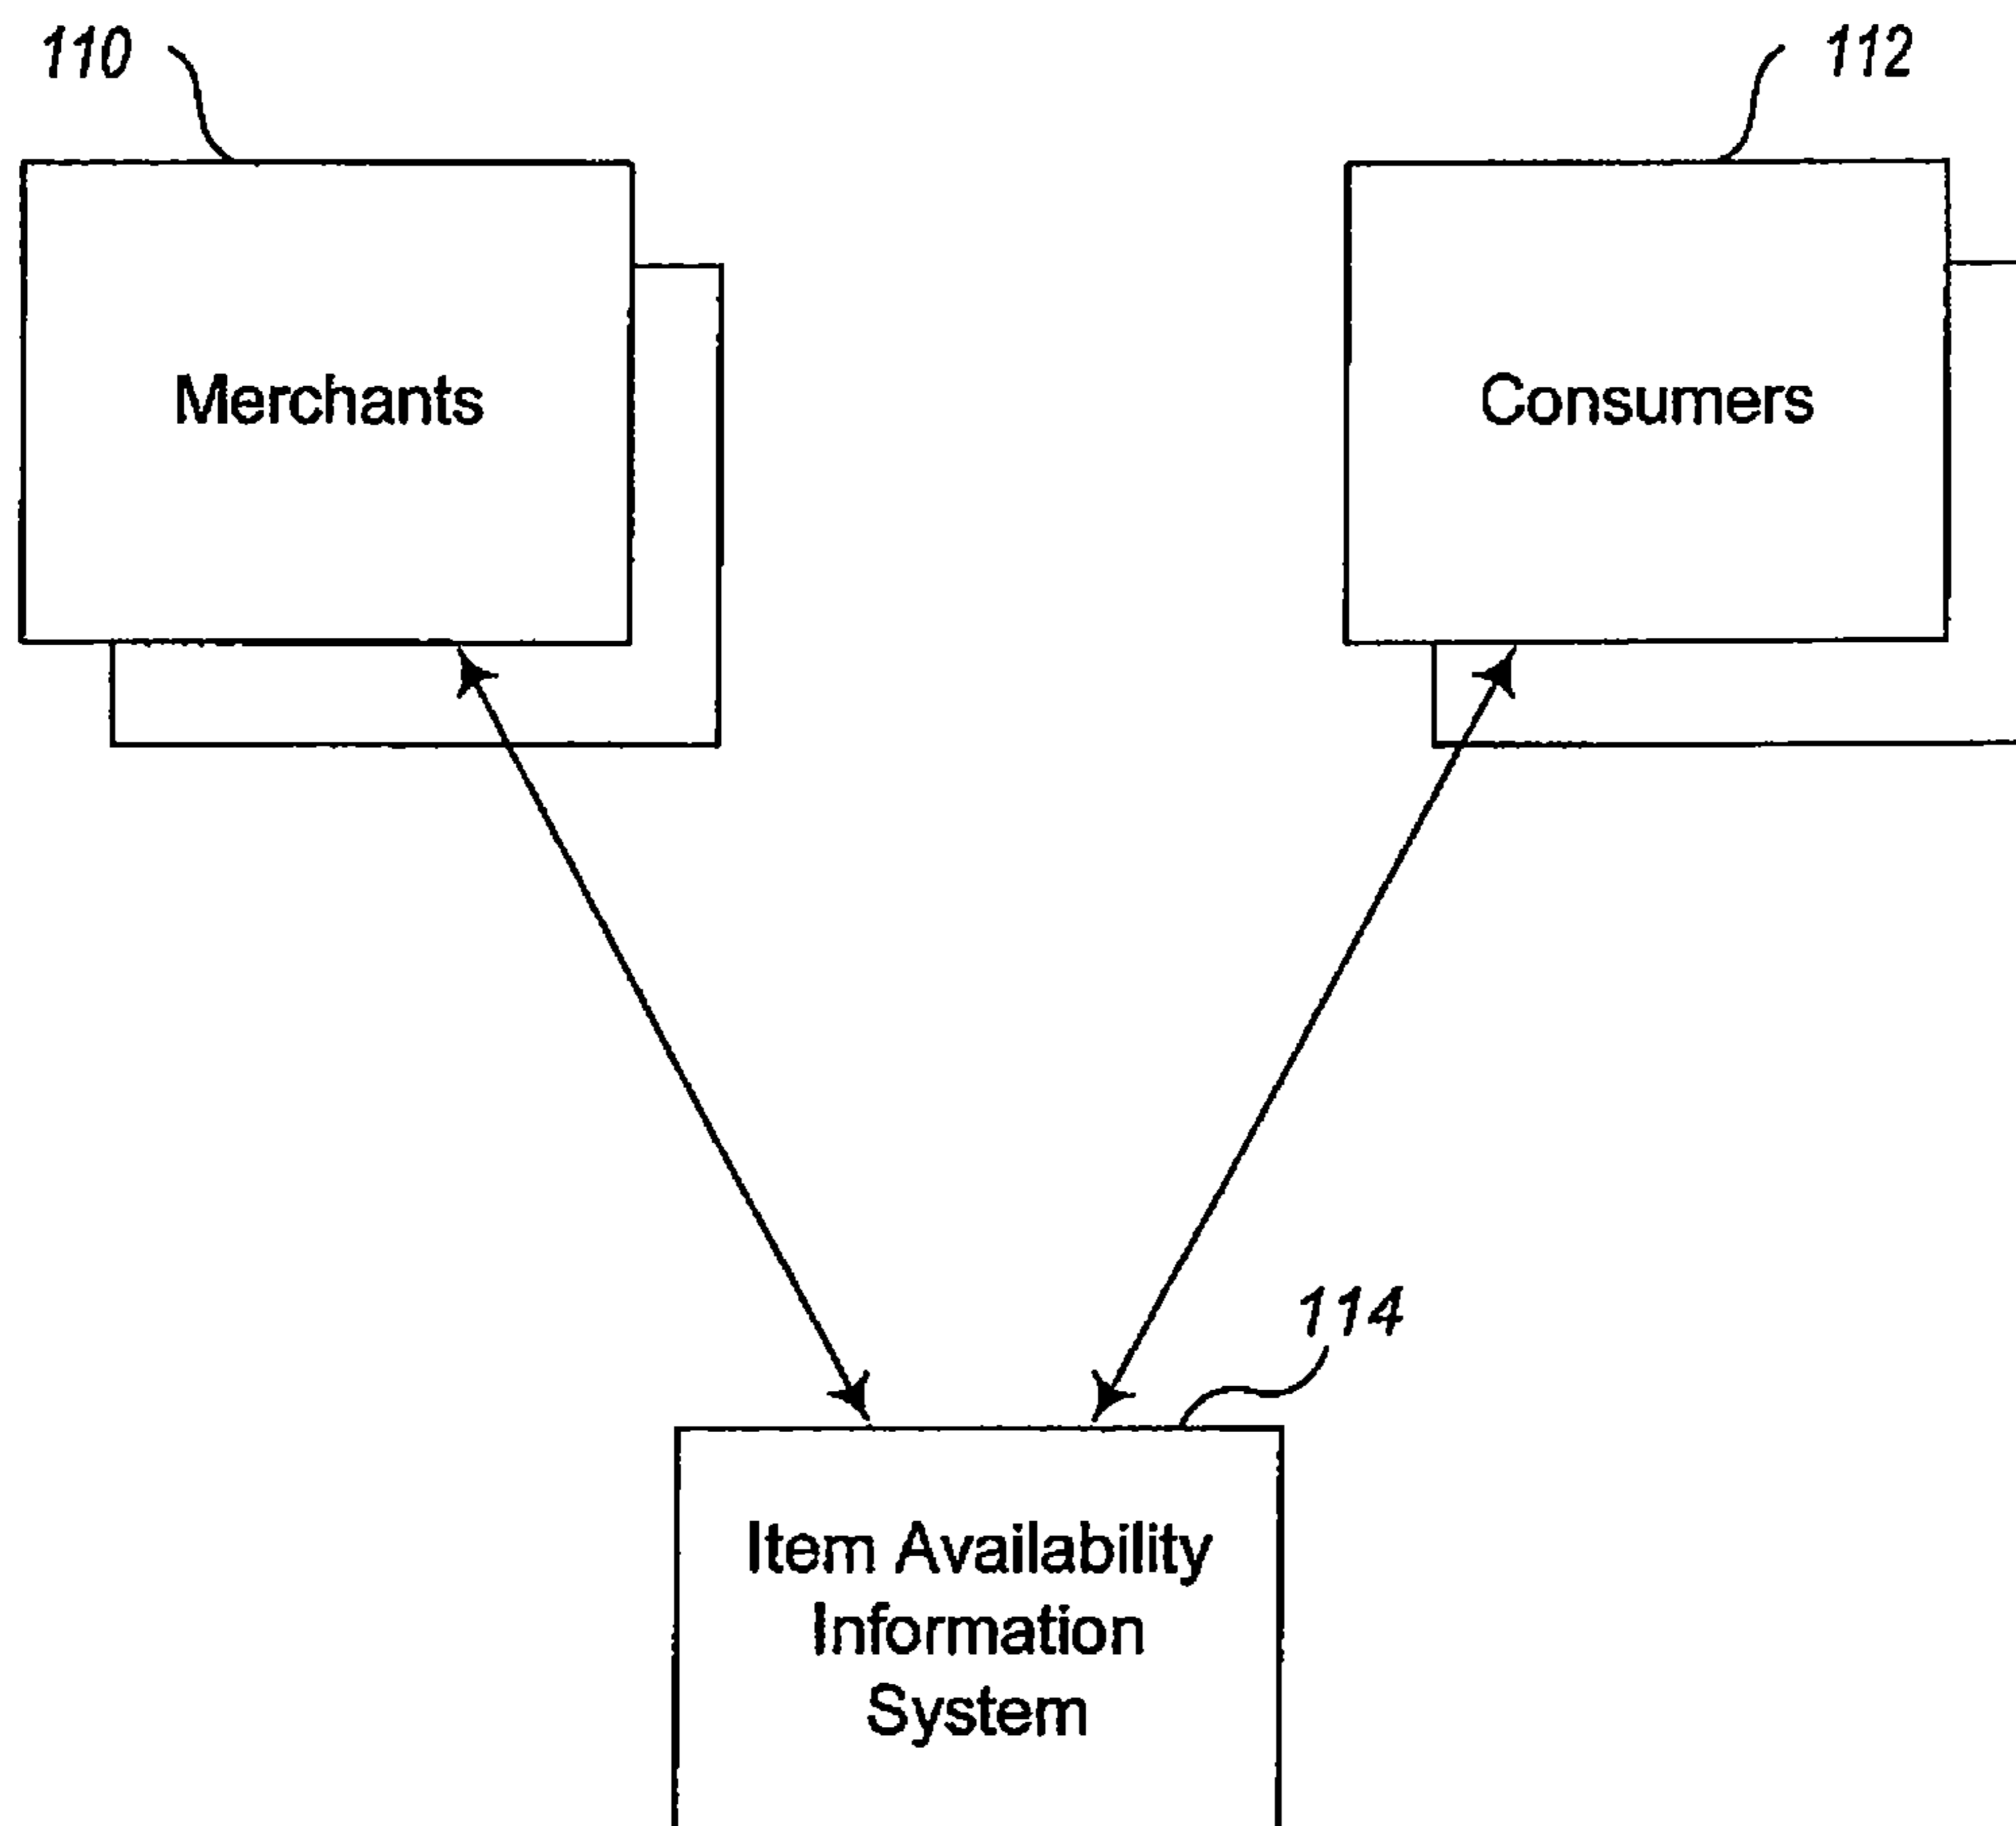 110
112
Merchants
Consumers
114
Item Availability
Information
System